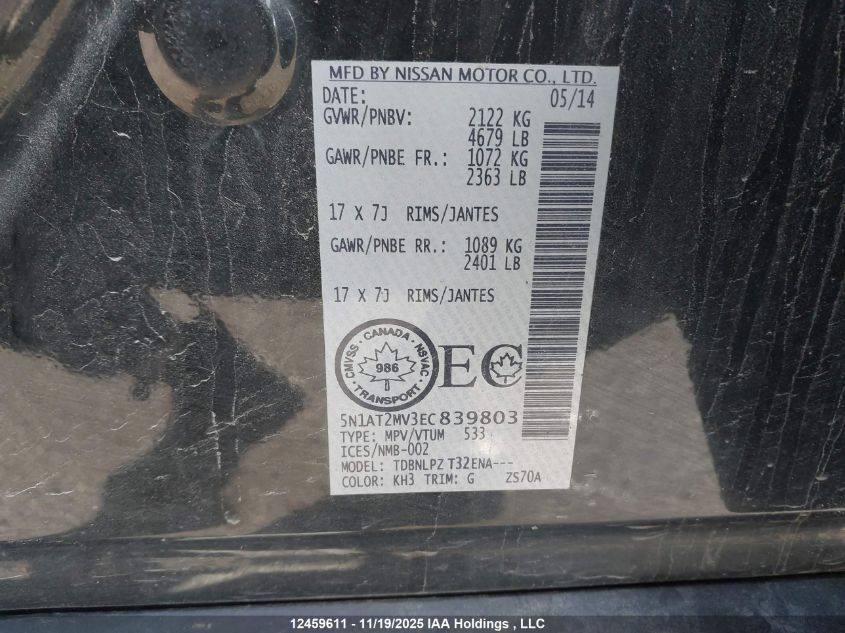 MFD BY NISSAN MOTOR CO., LTD.
DATE: 05/14
GVWR/PNBV: 2122 KG
4679 LB
GAWR/PNBE FR.: 1072 KG
2363 LB
17 X 7J RIMS/JANTES
GAWR/PNBE RR.: 1089 KG
2401 LB
17 X 7J RIMS/JANTES
CMVSS · CANADA · NSVAC
986
· TRANSPORT ·
EC
5N1AT2MV3EC839803
TYPE: MPV/VTUM 533
ICES/NMB-002
MODEL: TDBNLPZ T32ENA---
COLOR: KH3 TRIM: G ZS70A
12459611 - 11/19/2025 IAA Holdings , LLC